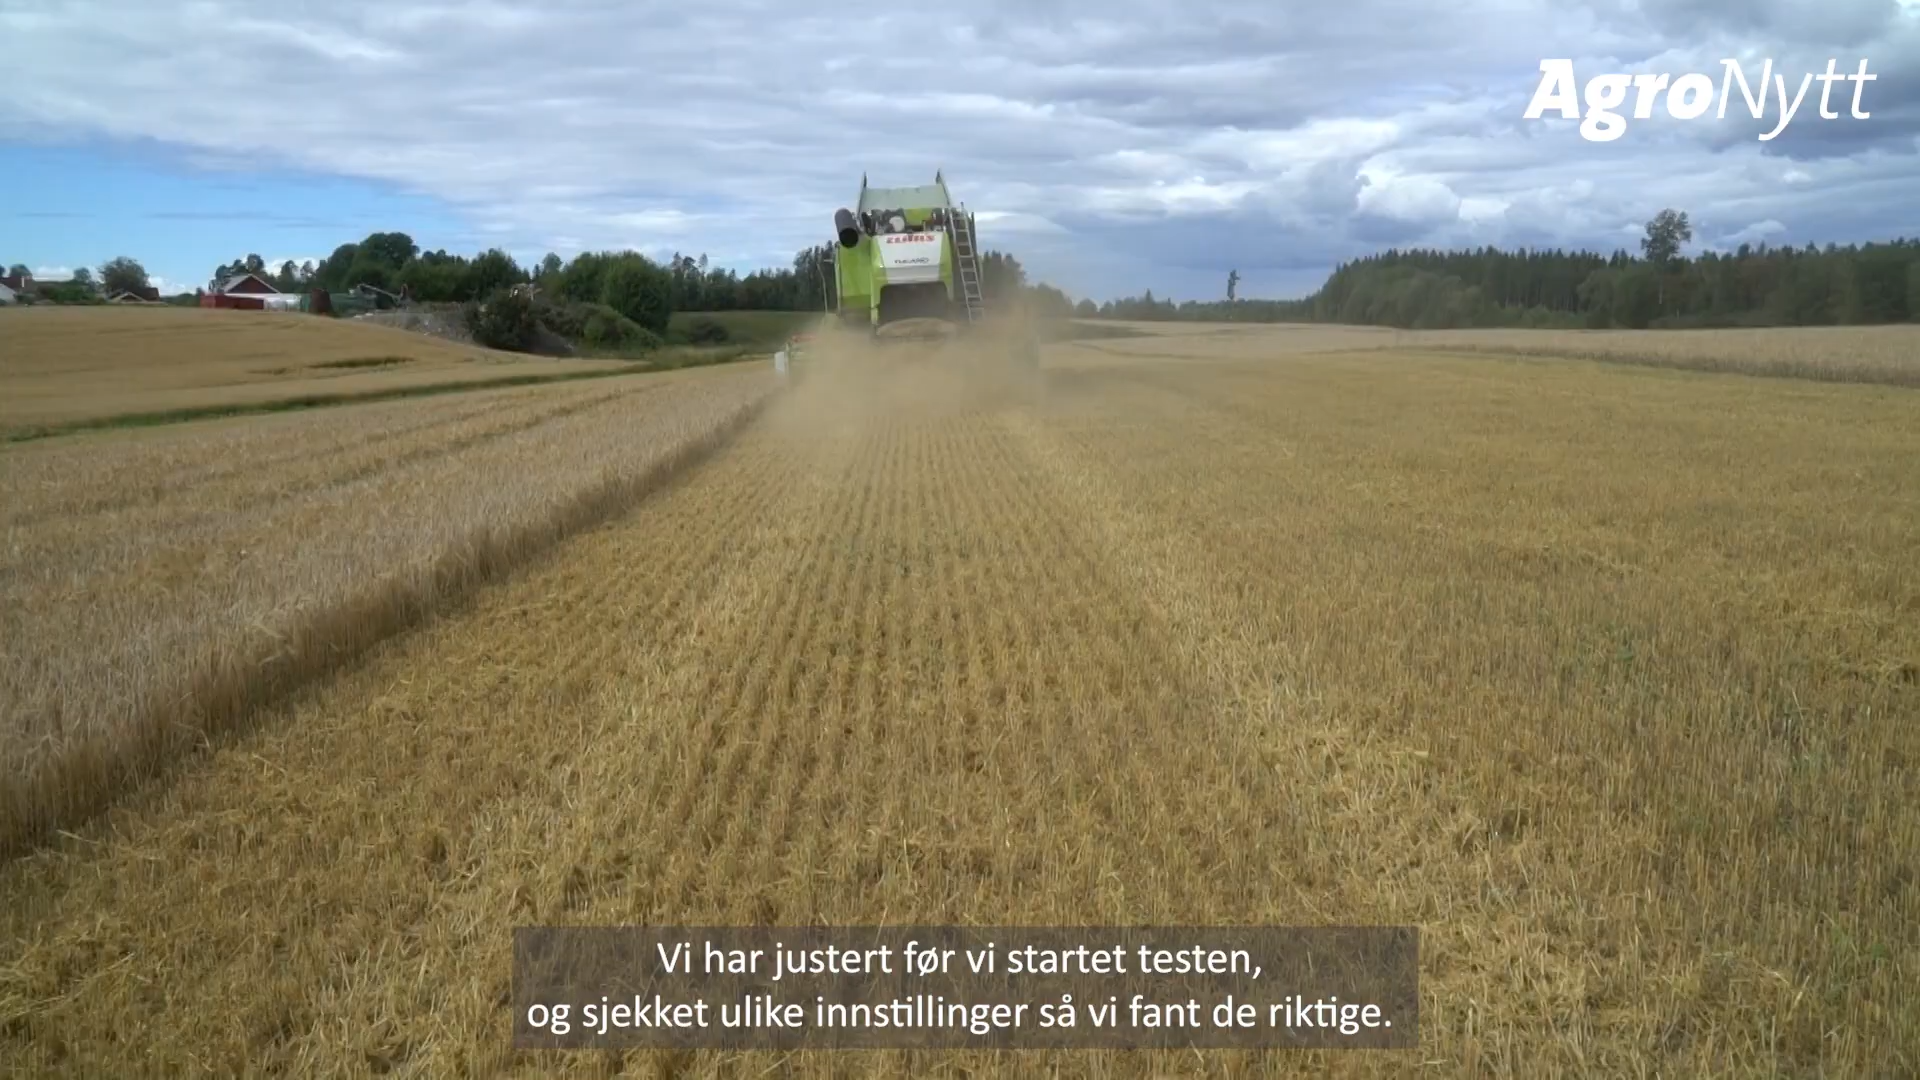 AgroNytt
CLAAS
Vi har justert før vi startet testen,
og sjekket ulike innstillinger så vi fant de riktige.